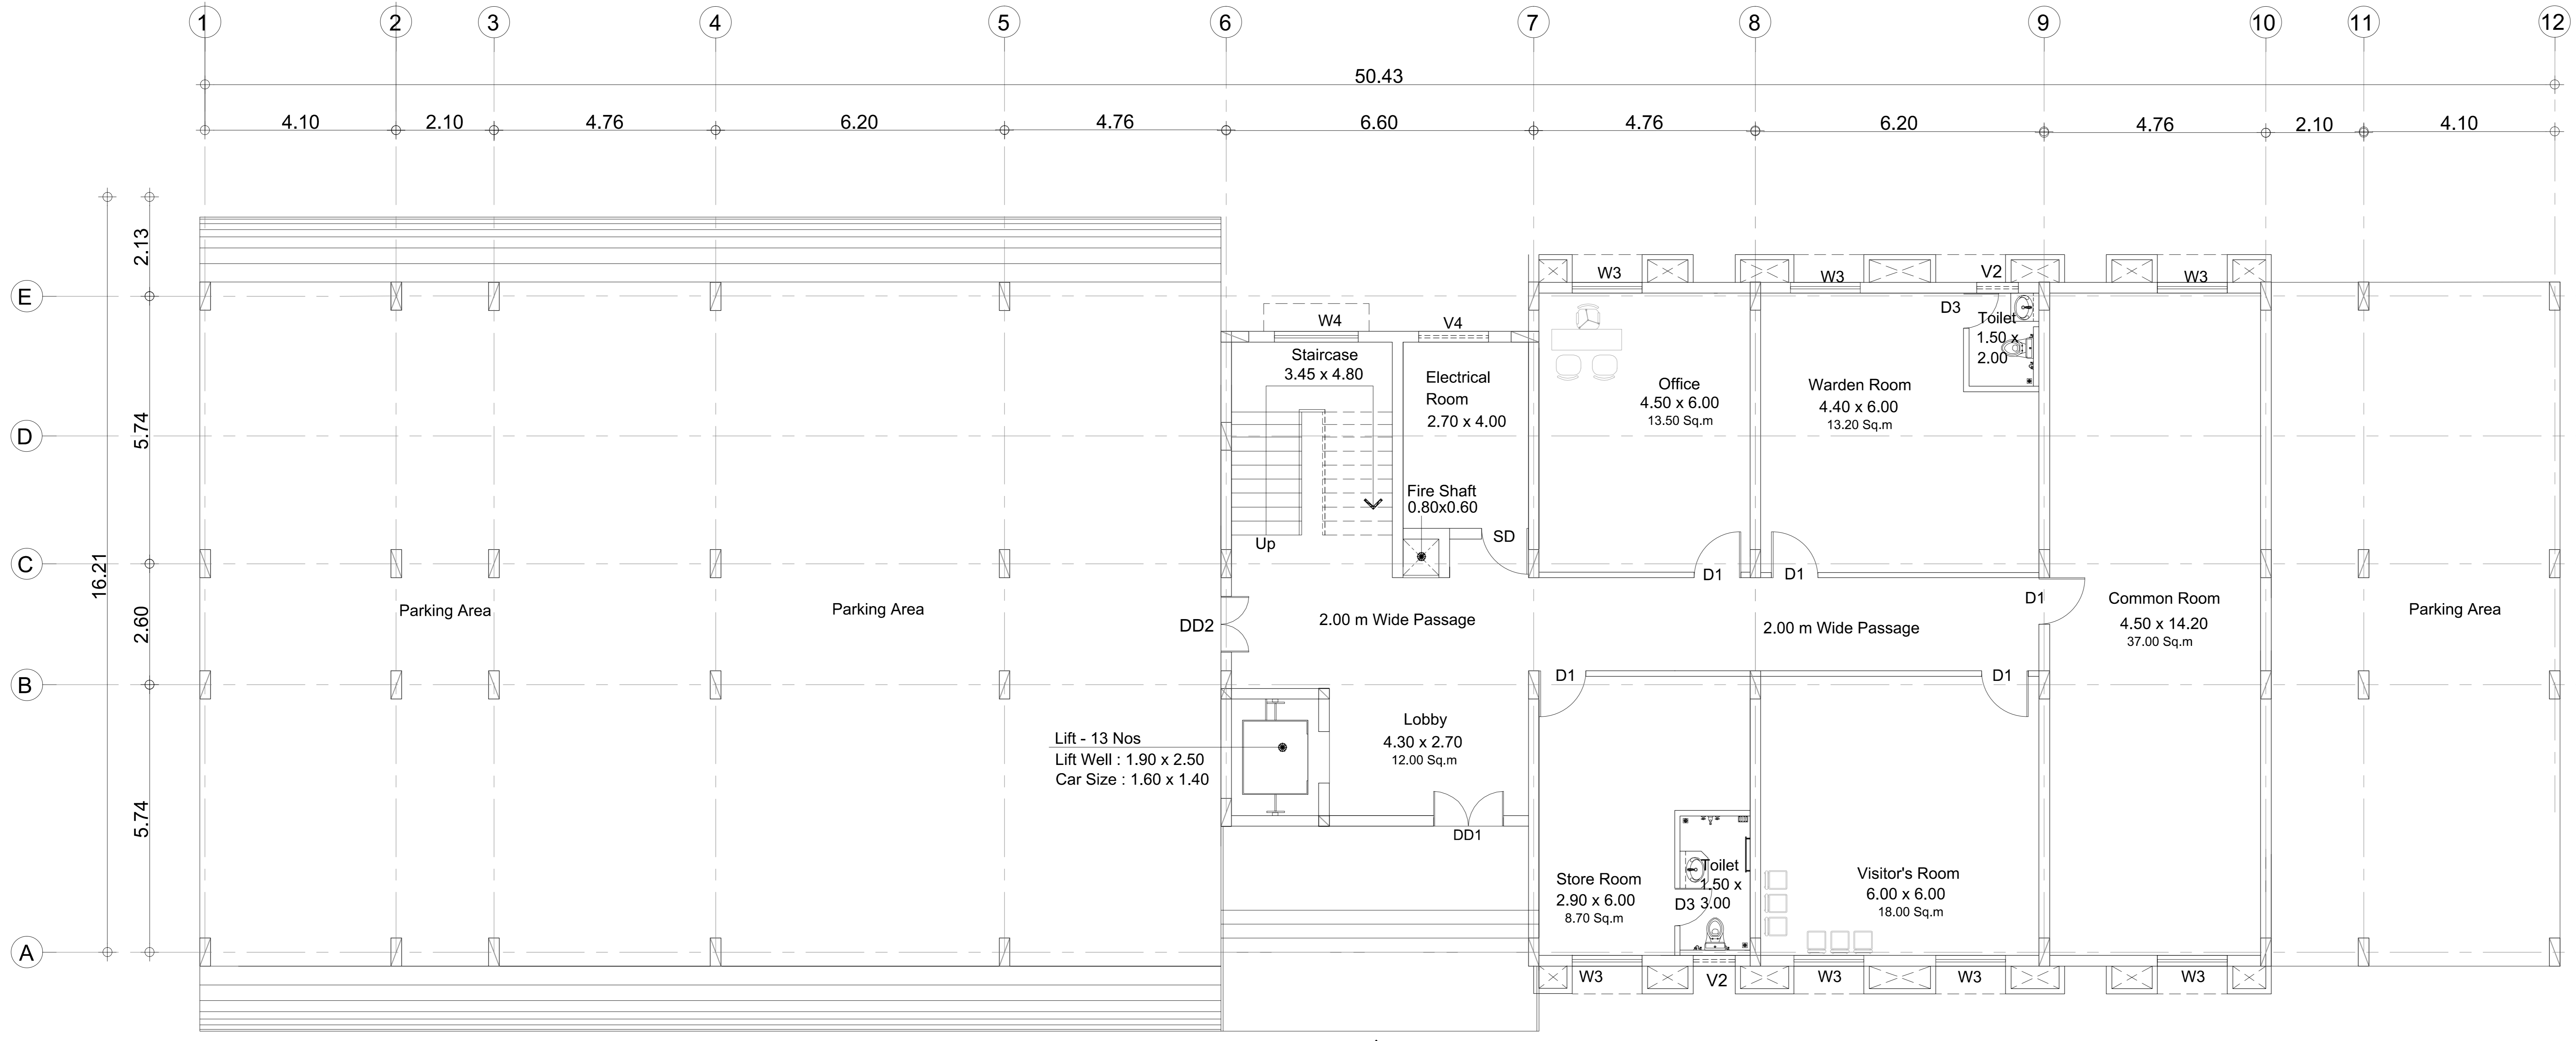 1 2 3 4 5 6 7 8 9 10 11 12
50.43
4.10 2.10 4.76 6.20 4.76 6.60 4.76 6.20 4.76 2.10 4.10
2.13
5.74
2.60
5.74
16.21
E
D
C
B
A
W4
V4
Staircase
3.45 x 4.80
Up
Electrical
Room
2.70 x 4.00
Fire Shaft
0.80x0.60
SD
W3
W3
V2
W3
Office
4.50 x 6.00
13.50 Sq.m
Warden Room
4.40 x 6.00
13.20 Sq.m
D3
Toilet
1.50 x
2.00
D1
D1
D1
Common Room
4.50 x 14.20
37.00 Sq.m
Parking Area
Parking Area
Parking Area
DD2
2.00 m Wide Passage
2.00 m Wide Passage
D1
D1
Lift - 13 Nos
Lift Well : 1.90 x 2.50
Car Size : 1.60 x 1.40
Lobby
4.30 x 2.70
12.00 Sq.m
DD1
Store Room
2.90 x 6.00
8.70 Sq.m
Toilet
1.50 x
3.00
D3
Visitor's Room
6.00 x 6.00
18.00 Sq.m
W3
V2
W3
W3
W3